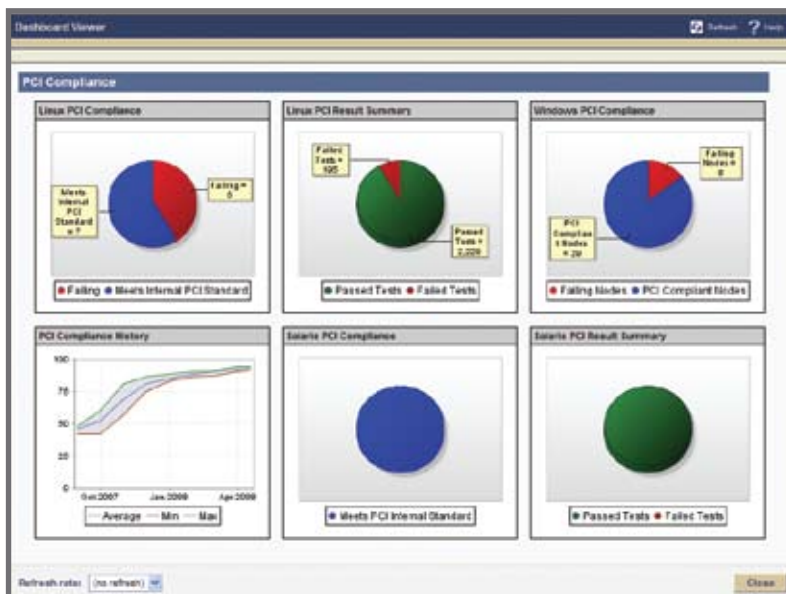 Dashboard Viewer
Refresh
Help
PCI Compliance
Linux PCI Compliance
Meets
Internal
PCI
Standard
= 7
Failing =
5
Failing Meets Internal PCI Standard
Linux PCI Result Summary
Failed
Tests =
195
Passed
Tests =
Passed Tests Failed Tests
Windows PCI Compliance
Failing
Nodes =
PCI
Complian
t Nodes
Failing Nodes PCI Compliant Nodes
PCI Compliance History
100
75
50
25
0
Oct 2007
Jan 2008
Apr 2008
Average Min Max
Solaris PCI Compliance
Meets PCI Internal Standard
Solaris PCI Result Summary
Passed Tests Failed Tests
Refresh rate: (no refresh)
Close